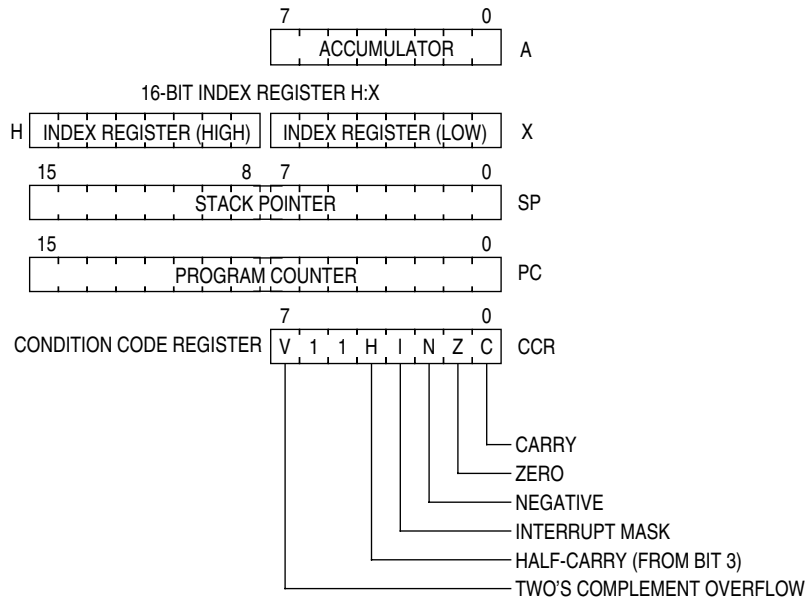 7 0
ACCUMULATOR A
16-BIT INDEX REGISTER H:X
H INDEX REGISTER (HIGH) INDEX REGISTER (LOW) X
15 8 7 0
STACK POINTER SP
15 0
PROGRAM COUNTER PC
7 0
CONDITION CODE REGISTER V 1 1 H I N Z C CCR
CARRY
ZERO
NEGATIVE
INTERRUPT MASK
HALF-CARRY (FROM BIT 3)
TWO'S COMPLEMENT OVERFLOW